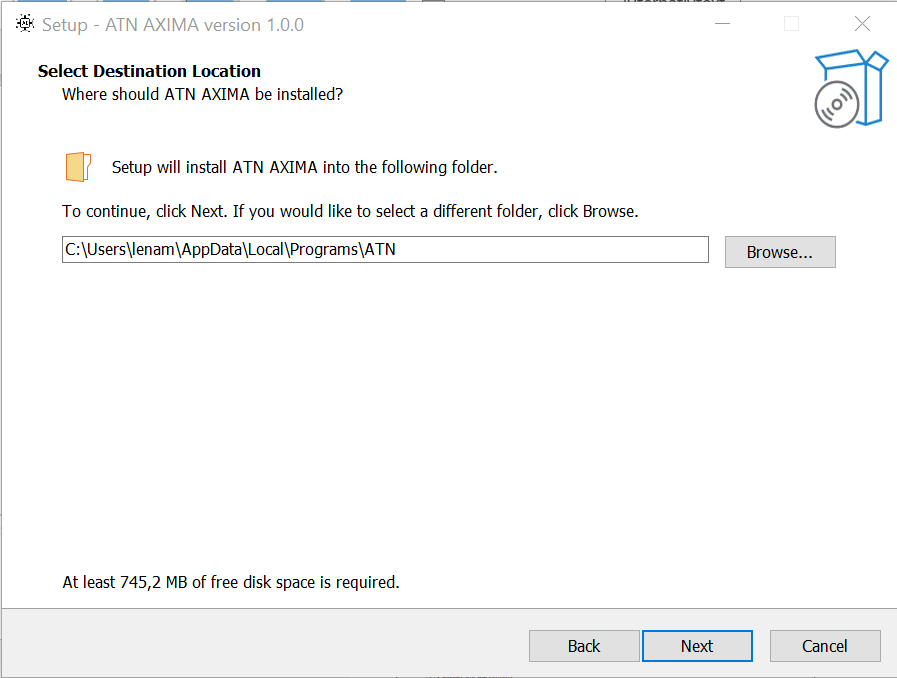 Setup - ATN AXIMA version 1.0.0
Select Destination Location
Where should ATN AXIMA be installed?
Setup will install ATN AXIMA into the following folder.
To continue, click Next. If you would like to select a different folder, click Browse.
C:\Users\lenam\AppData\Local\Programs\ATN
Browse...
At least 745,2 MB of free disk space is required.
Back
Next
Cancel